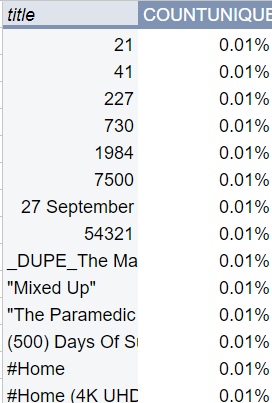 title COUNTUNIQUE
21 0.01%
41 0.01%
227 0.01%
730 0.01%
1984 0.01%
7500 0.01%
27 September 0.01%
54321 0.01%
_DUPE_The Ma 0.01%
"Mixed Up" 0.01%
"The Paramedic 0.01%
(500) Days Of S 0.01%
#Home 0.01%
#Home (4K UHD 0.01%